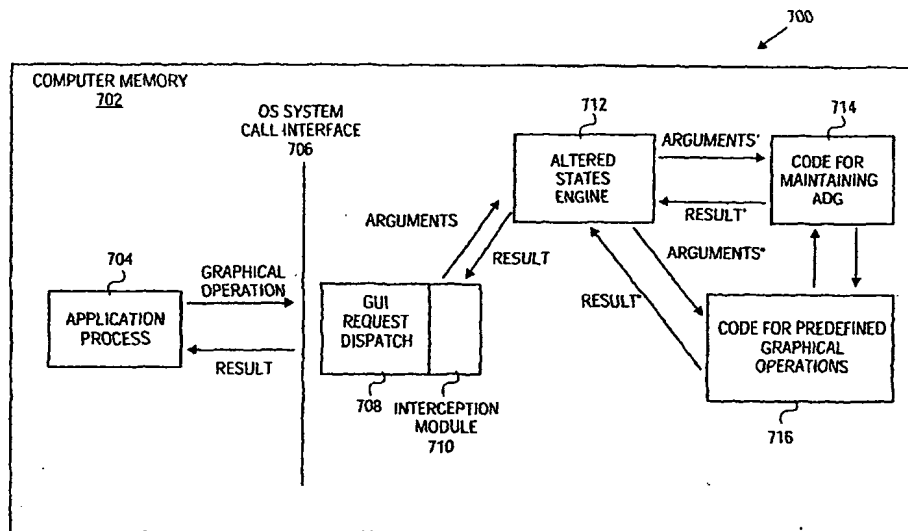 700
COMPUTER MEMORY
702
OS SYSTEM
CALL INTERFACE
706
712
714
ALTERED
STATES
ENGINE
ARGUMENTS'
CODE FOR
MAINTAINING
ADG
RESULT'
ARGUMENTS
RESULT
ARGUMENTS"
RESULT"
704
GRAPHICAL
OPERATION
APPLICATION
PROCESS
RESULT
GUI
REQUEST
DISPATCH
708
INTERCEPTION
MODULE
710
CODE FOR PREDEFINED
GRAPHICAL
OPERATIONS
716